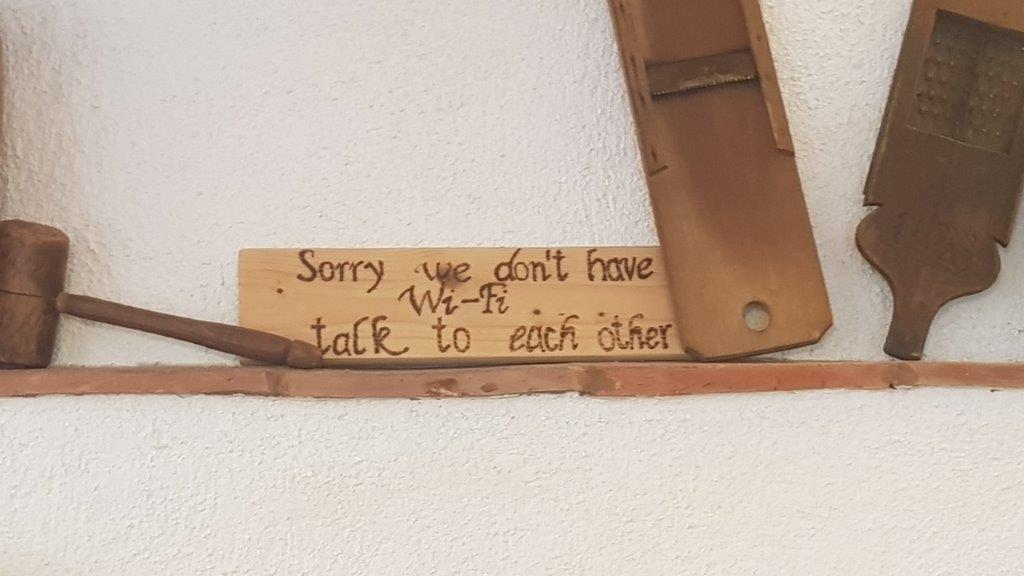 Sorry we don't have
Wi-Fi . . .
talk to each other